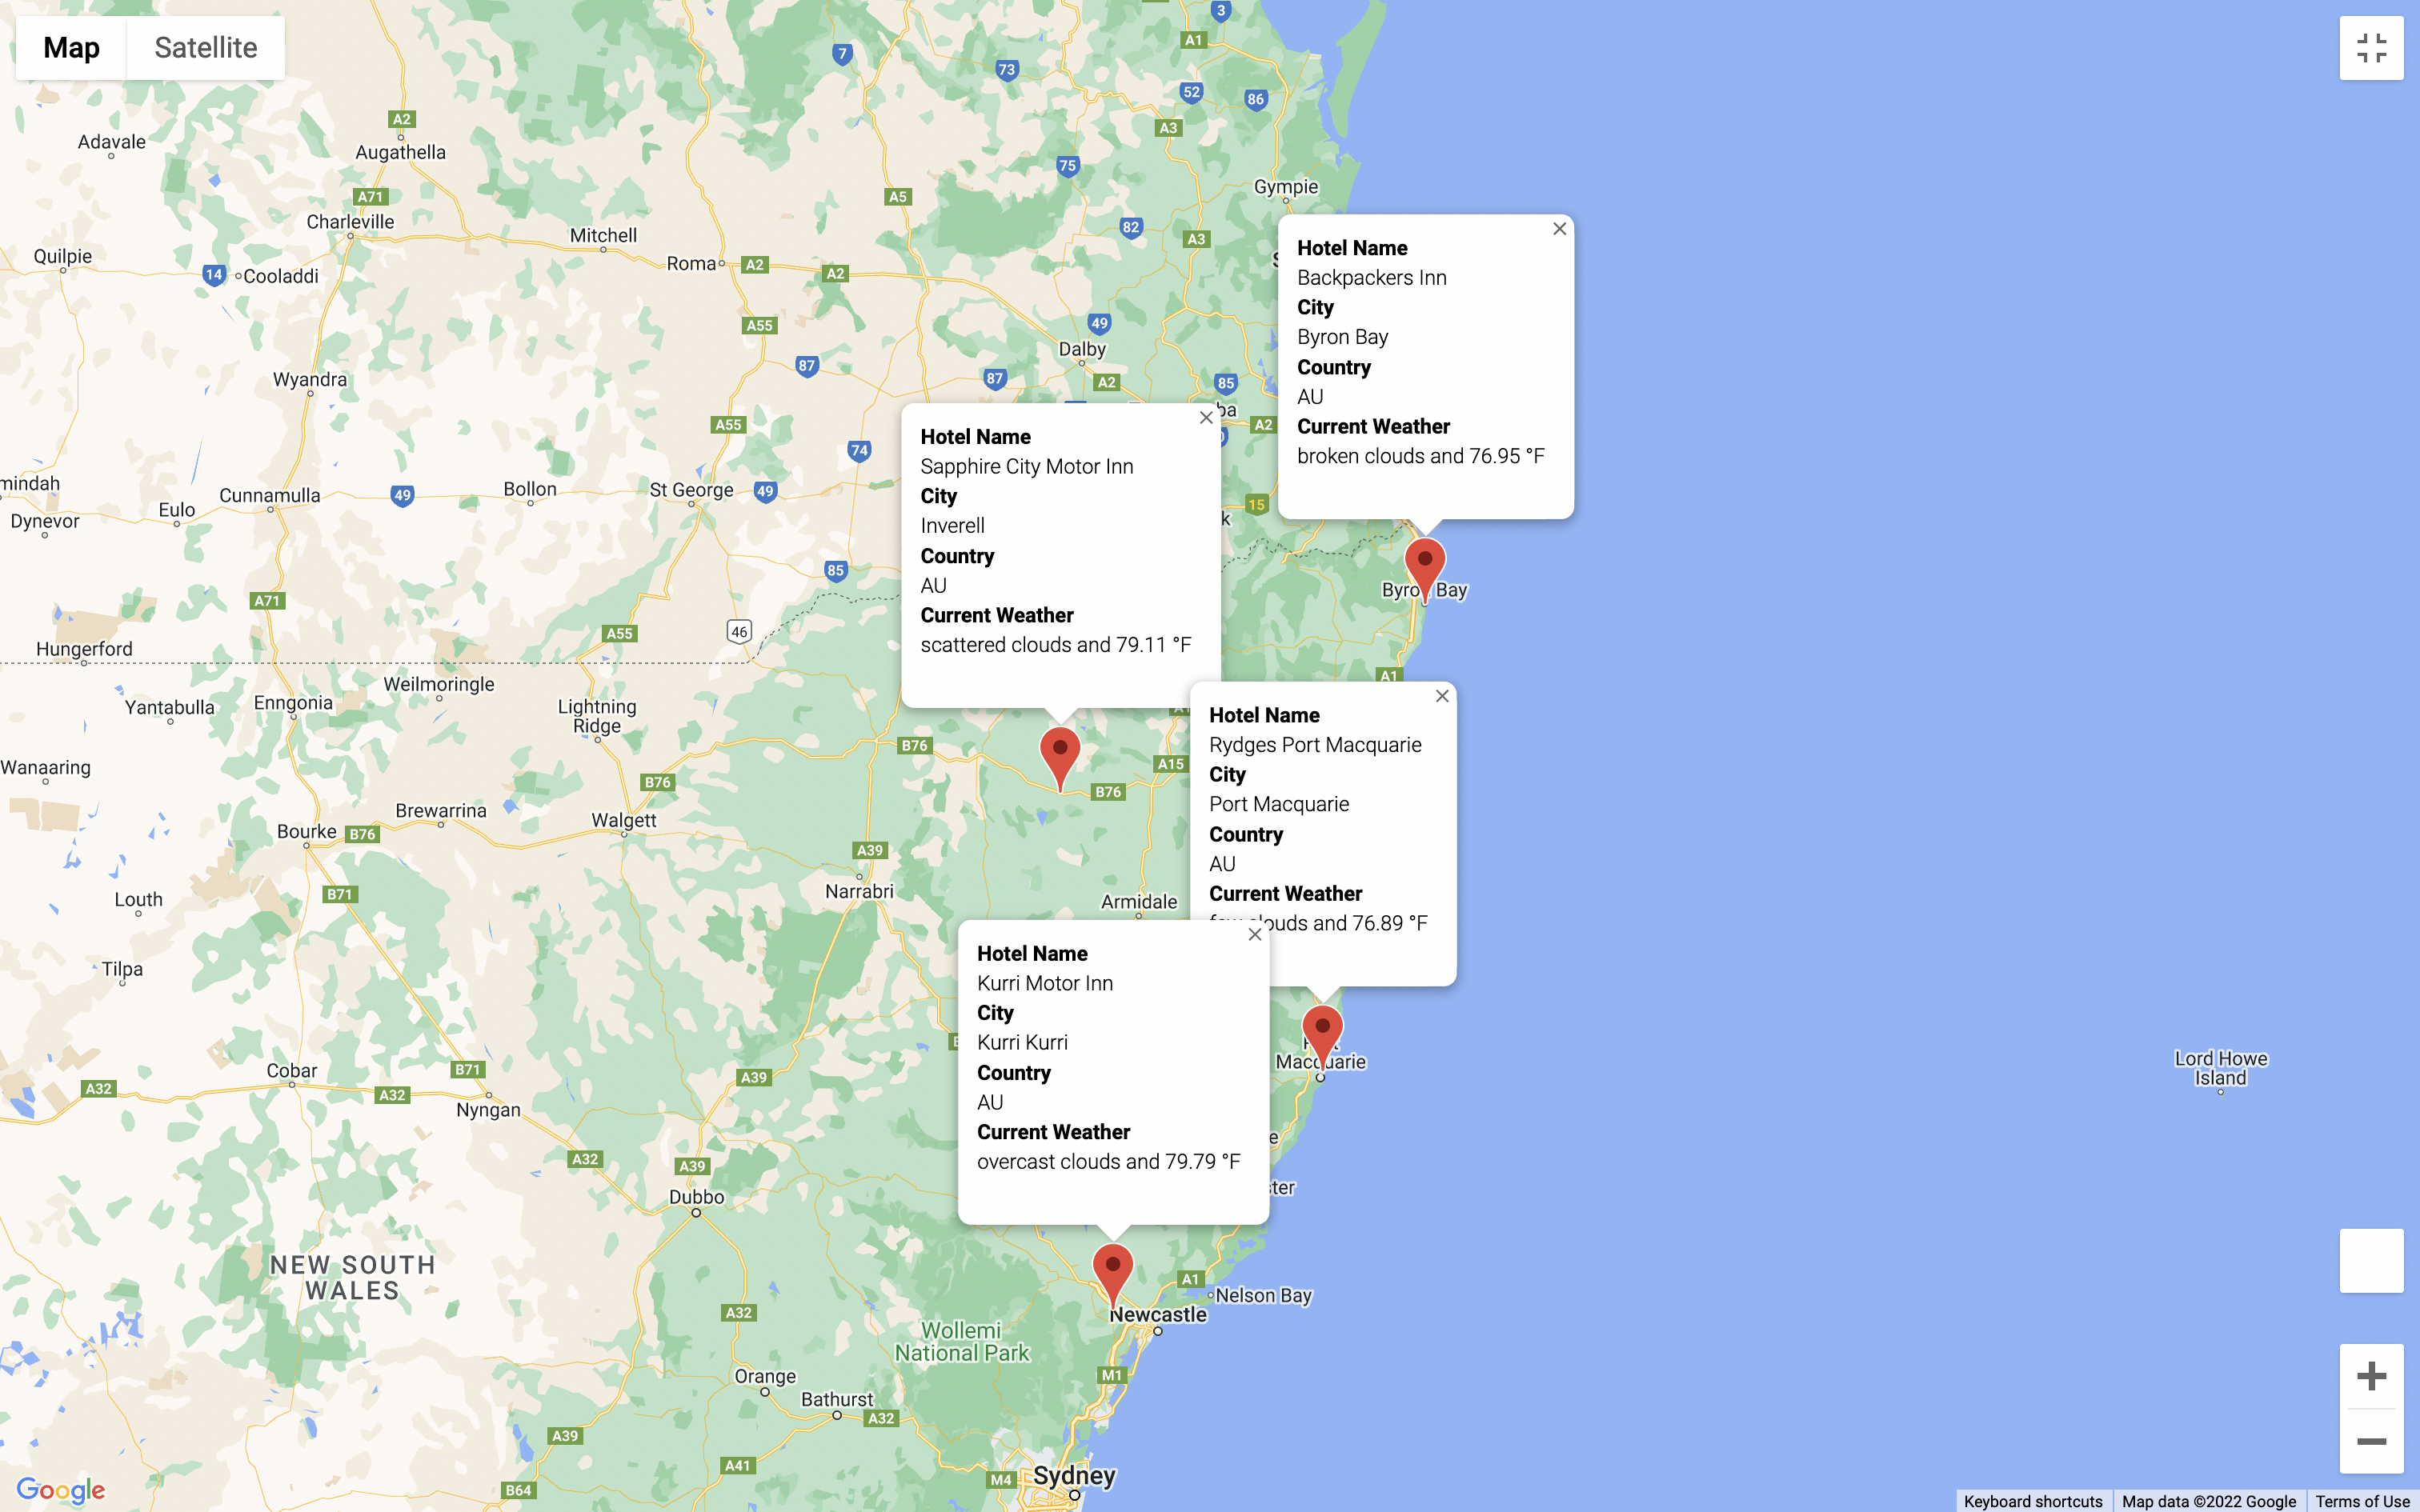 Map
Satellite
3
A1
7
73
52
86
A2
A3
Adavale
Augathella
75
Gympie
A71
A5
Charleville
82
Mitchell
A3
Quilpie
Roma
A2
A2
14
Cooladdi
Hotel Name
Backpackers Inn
City
Byron Bay
Country
AU
Current Weather
broken clouds and 76.95 °F
A55
49
Dalby
87
87
A2
85
Wyandra
A55
A2
74
Hotel Name
Sapphire City Motor Inn
City
Inverell
Country
AU
Current Weather
scattered clouds and 79.11 °F
mindah
Cunnamulla
49
Bollon
St George
49
15
Dynevor
Eulo
85
Byron Bay
A71
A55
46
Hungerford
A1
Weilmoringle
Yantabulla
Enngonia
Lightning
Ridge
Hotel Name
Rydges Port Macquarie
City
Port Macquarie
Country
AU
Current Weather
few clouds and 76.89 °F
B76
A15
Wanaaring
B76
B76
Brewarrina
Bourke
B76
Walgett
A39
B71
Narrabri
Louth
Armidale
Hotel Name
Kurri Motor Inn
City
Kurri Kurri
Country
AU
Current Weather
overcast clouds and 79.79 °F
Tilpa
Macquarie
Lord Howe
Island
Cobar
B71
A39
A32
A32
Nyngan
A32
A39
Dubbo
NEW SOUTH
WALES
A1
Nelson Bay
A32
Newcastle
Wollemi
National Park
M1
Orange
Bathurst
A32
A39
A41
Sydney
M4
B64
Google
Keyboard shortcuts
Map data ©2022 Google
Terms of Use